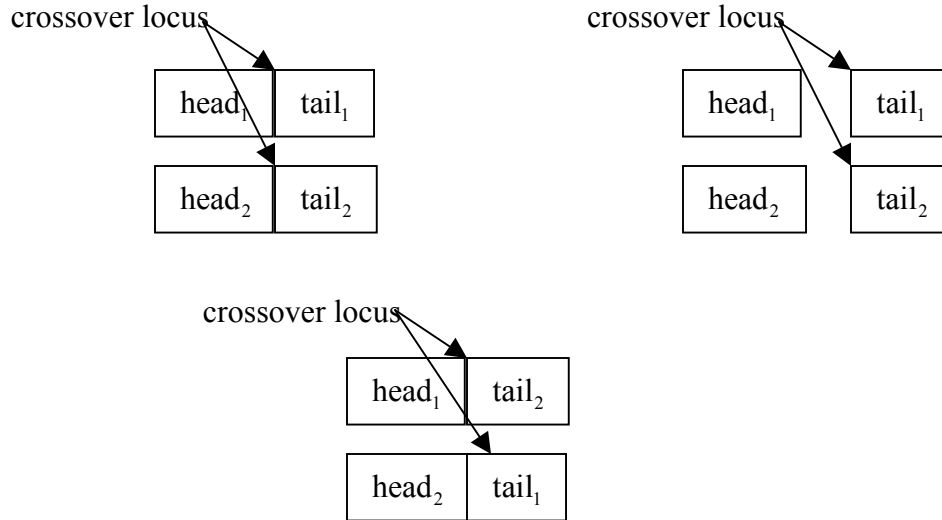 crossover locus
head₁ tail₁
head₂ tail₂
crossover locus
head₁ tail₁
head₂ tail₂
crossover locus
head₁ tail₂
head₂ tail₁